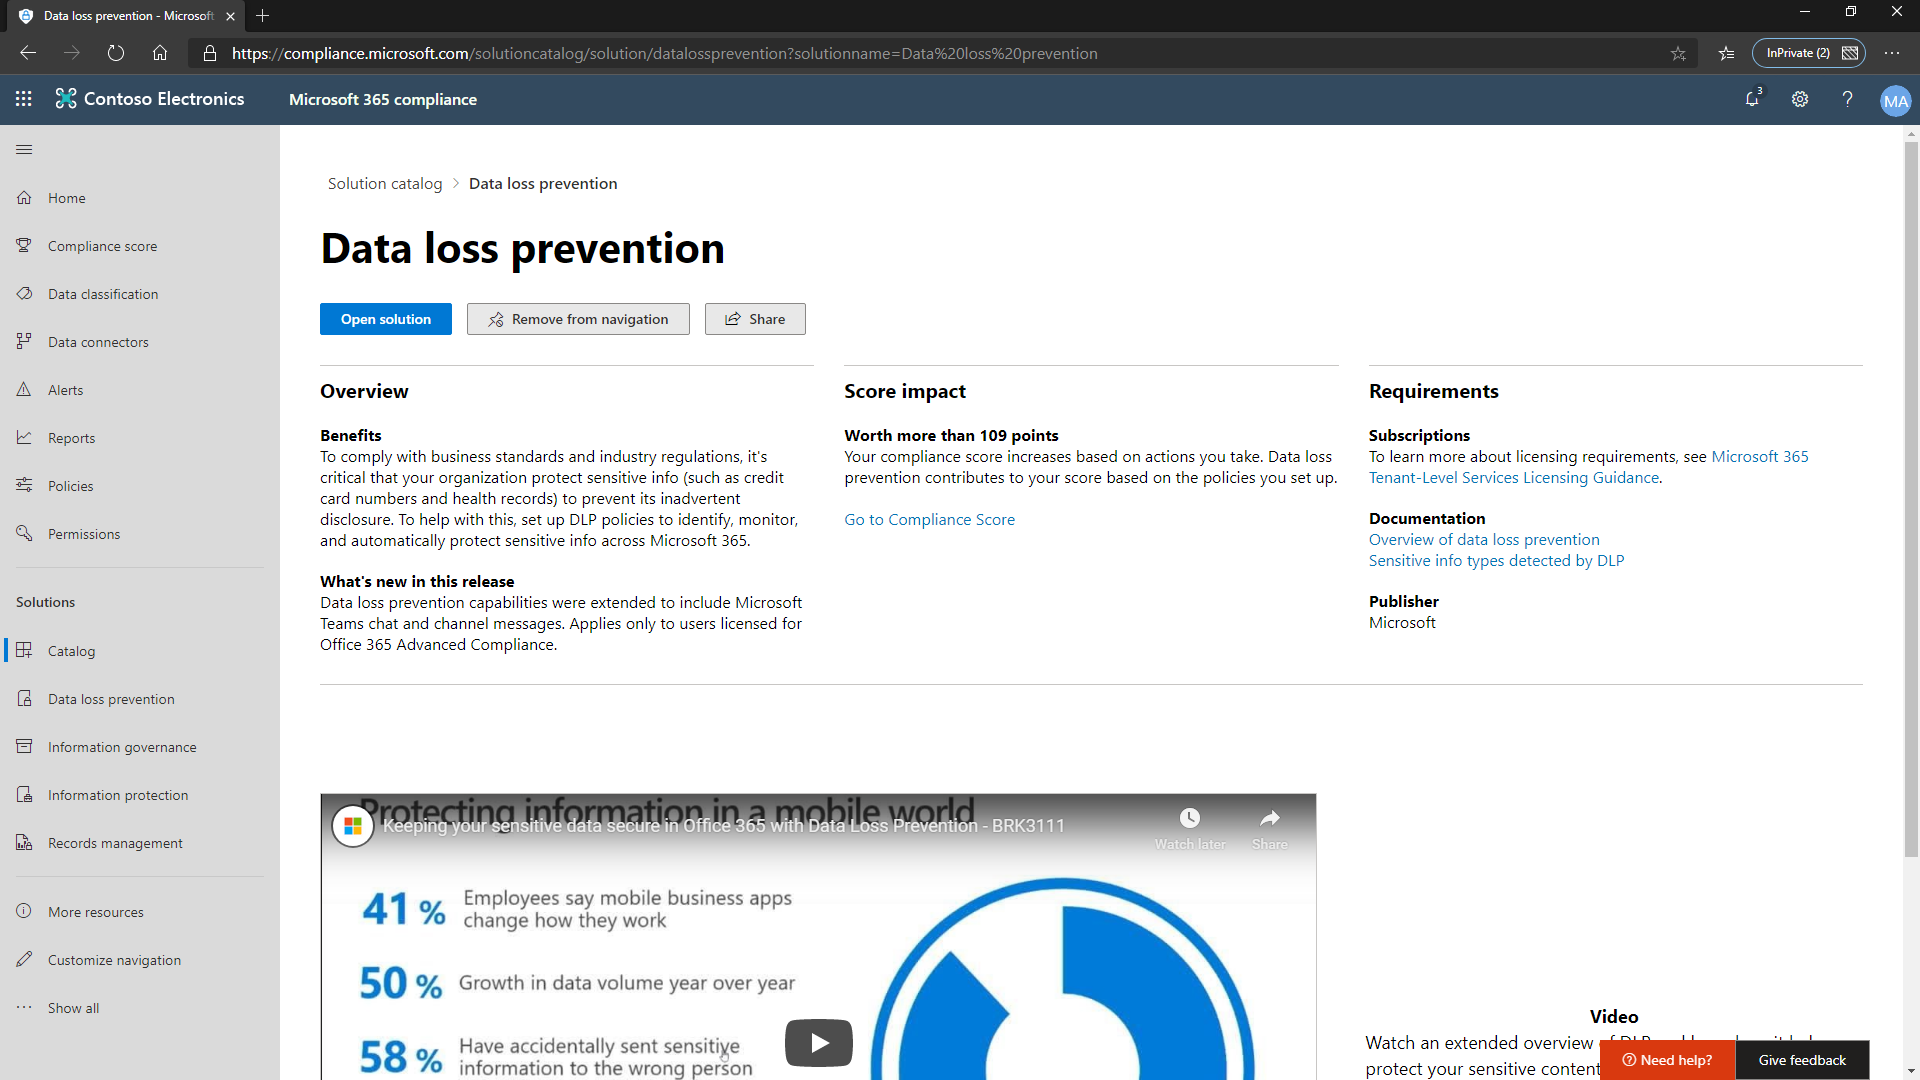 Data loss prevention - Microsoft
https://compliance.microsoft.com/solutioncatalog/solution/datalossprevention?solutionname=Data%20loss%20prevention
InPrivate (2)
Contoso Electronics
Microsoft 365 compliance
3
?
MA
Home
Compliance score
Data classification
Data connectors
Alerts
Reports
Policies
Permissions
Solutions
Catalog
Data loss prevention
Information governance
Information protection
Records management
More resources
Customize navigation
Show all
Solution catalog > Data loss prevention
Data loss prevention
Open solution
Remove from navigation
Share
Overview
Benefits
To comply with business standards and industry regulations, it's
critical that your organization protect sensitive info (such as credit
card numbers and health records) to prevent its inadvertent
disclosure. To help with this, set up DLP policies to identify, monitor,
and automatically protect sensitive info across Microsoft 365.
What's new in this release
Data loss prevention capabilities were extended to include Microsoft
Teams chat and channel messages. Applies only to users licensed for
Office 365 Advanced Compliance.
Score impact
Worth more than 109 points
Your compliance score increases based on actions you take. Data loss
prevention contributes to your score based on the policies you set up.
Go to Compliance Score
Requirements
Subscriptions
To learn more about licensing requirements, see Microsoft 365
Tenant-Level Services Licensing Guidance.
Documentation
Overview of data loss prevention
Sensitive info types detected by DLP
Publisher
Microsoft
Protecting information in a mobile world
Keeping your sensitive data secure in Office 365 with Data Loss Prevention - BRK3111
Watch later
Share
41 %
Employees say mobile business apps
change how they work
50 %
Growth in data volume year over year
58 %
Have accidentally sent sensitive
information to the wrong person
Video
Watch an extended overview
protect your sensitive content
Need help?
Give feedback